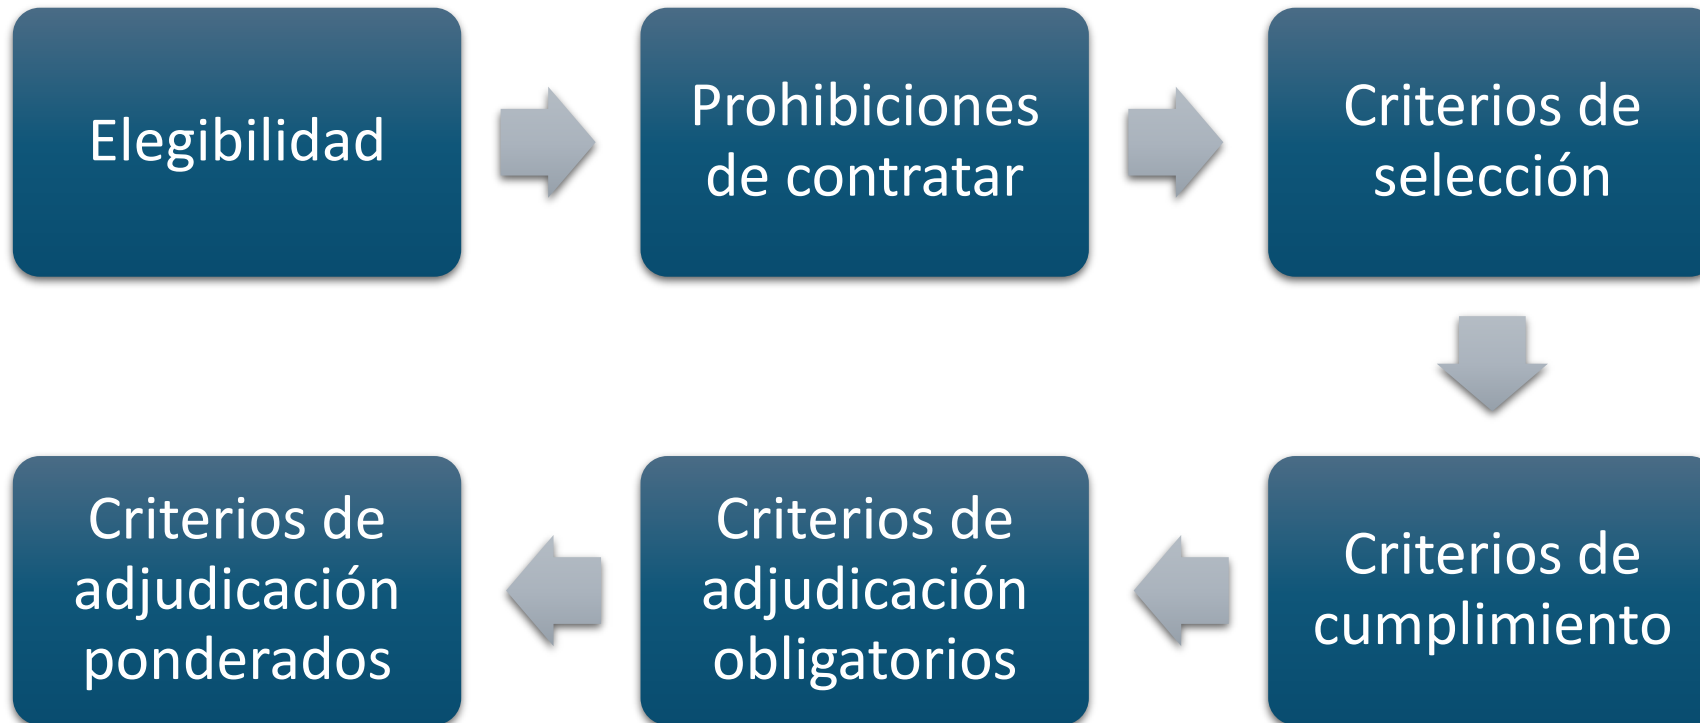 Elegibilidad
Prohibiciones
de contratar
Criterios de
selección
Criterios de
cumplimiento
Criterios de
adjudicación
obligatorios
Criterios de
adjudicación
ponderados